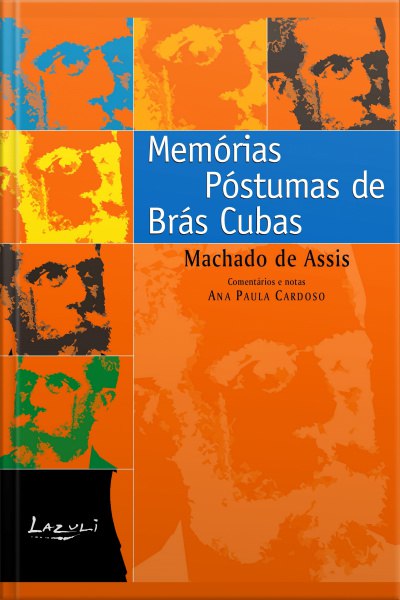 Memórias
Póstumas de
Brás Cubas
Machado de Assis
Comentários e notas
ANA PAULA CARDOSO
LAZULI